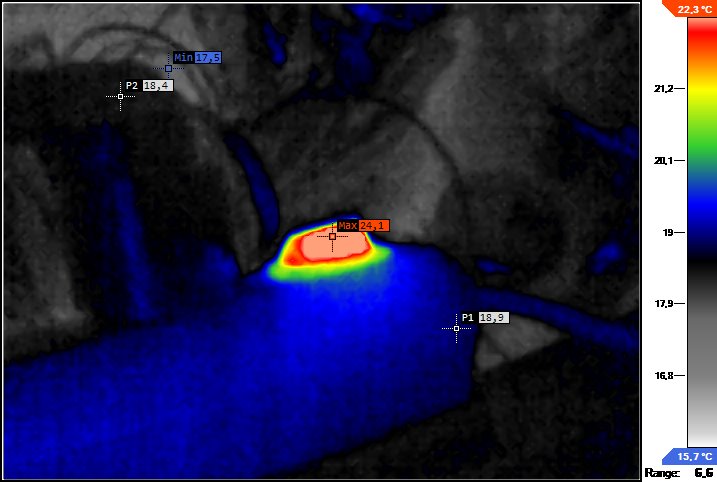 22,3 °C
Min 17,5
P2 18,4
21,2
20,1
Max 24,1
19
17,9
P1 18,9
16,8
15,7 °C
Range: 6,6